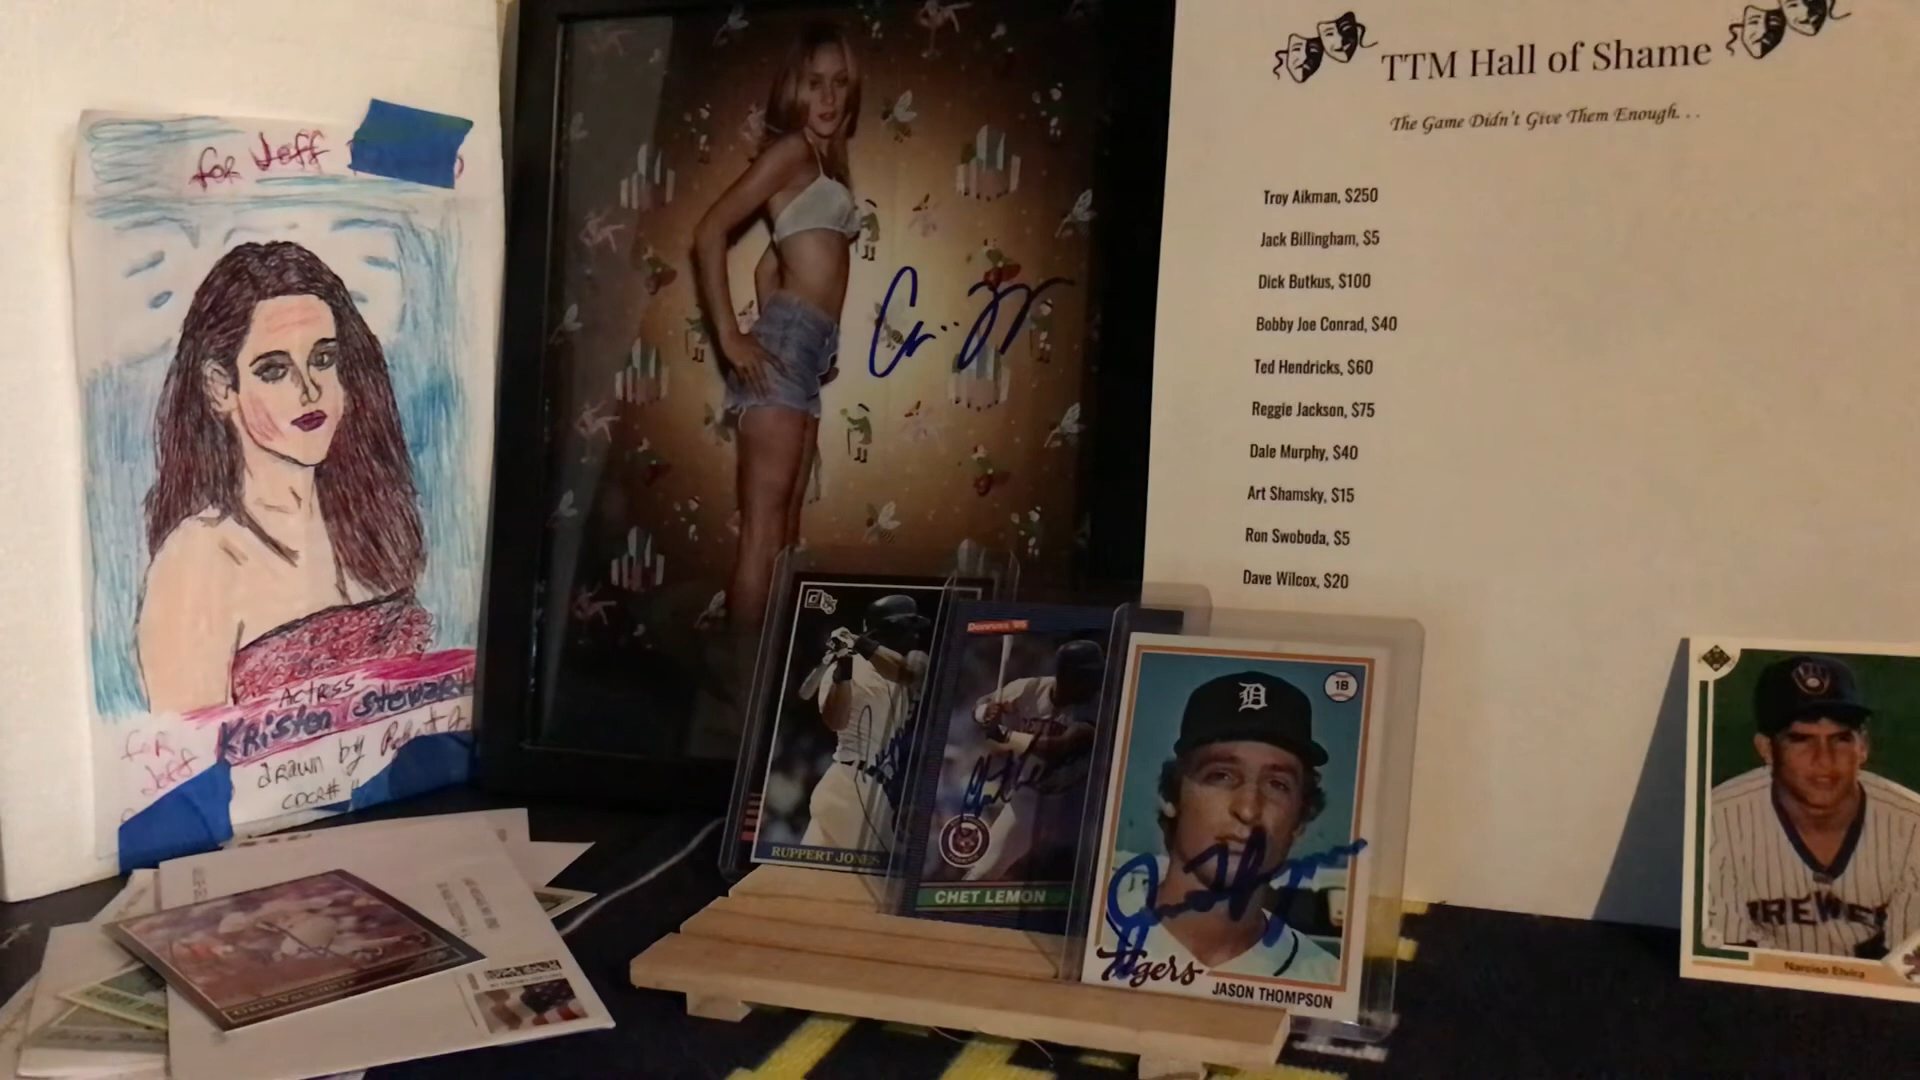 for Jeff
Actress
Kristen Stewart
for Jeff
drawn by
CDCR#
TTM Hall of Shame
The Game Didn't Give Them Enough. . .
Troy Aikman, $250
Jack Billingham, $5
Dick Butkus, $100
Bobby Joe Conrad, $40
Ted Hendricks, $60
Reggie Jackson, $75
Dale Murphy, $40
Art Shamsky, $15
Ron Swoboda, $5
Dave Wilcox, $20
RUPPERT JONES
Donruss '86
CHET LEMON
D
1B
Tigers
JASON THOMPSON
BREWE
Narciso Elvira